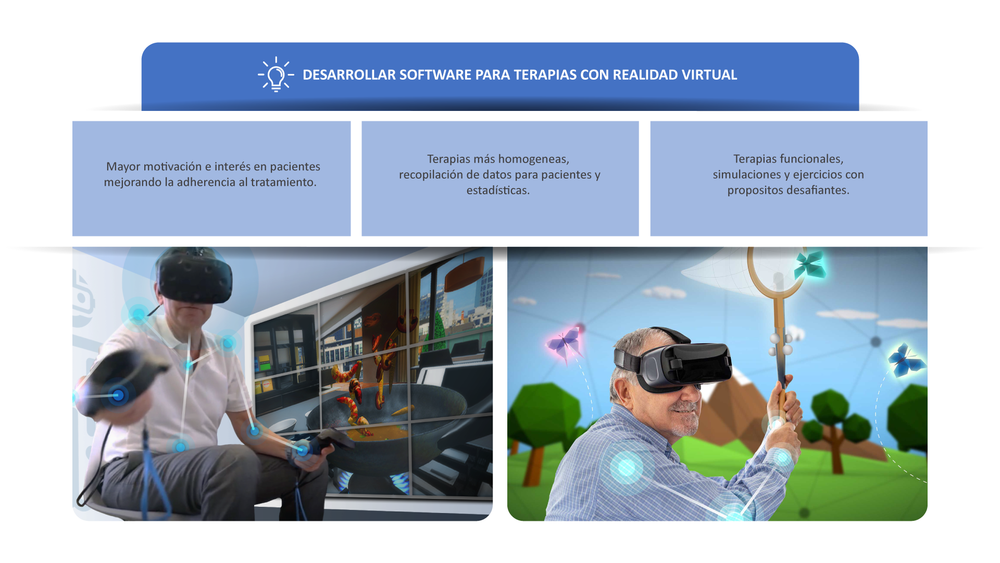 DESARROLLAR SOFTWARE PARA TERAPIAS CON REALIDAD VIRTUAL
Mayor motivación e interés en pacientes
mejorando la adherencia al tratamiento.
Terapias más homogeneas,
recopilación de datos para pacientes y
estadísticas.
Terapias funcionales,
simulaciones y ejercicios con
propositos desafiantes.